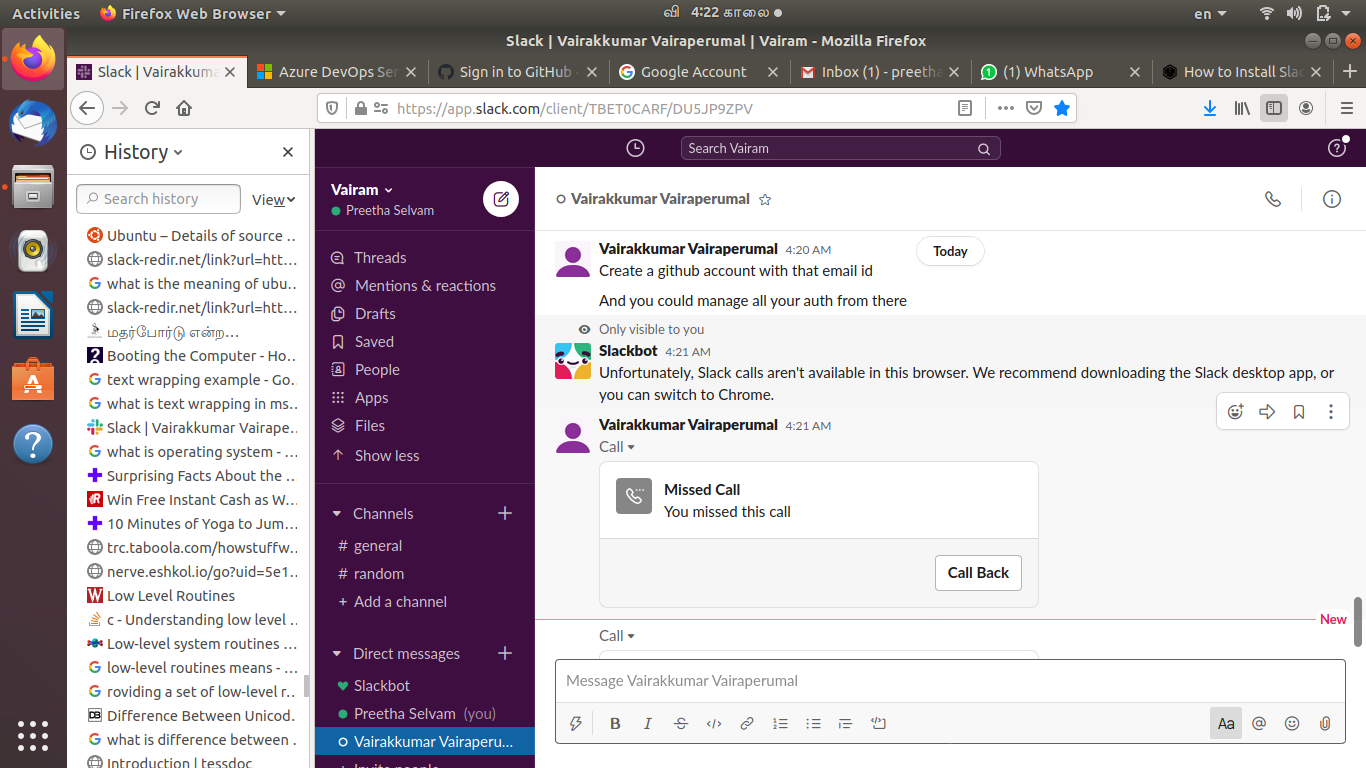 Activities
Firefox Web Browser
வி 4:22 காலை
en
Slack | Vairakkumar Vairaperumal | Vairam - Mozilla Firefox
Slack | Vairakkuma
Azure DevOps Ser
Sign in to GitHub ·
Google Account
Inbox (1) - preetha
(1) WhatsApp
How to Install Slac
https://app.slack.com/client/TBET0CARF/DU5JP9ZPV
History
Search history
View
Ubuntu – Details of source …
slack-redir.net/link?url=htt…
what is the meaning of ubu…
slack-redir.net/link?url=htt…
மதர்போர்டு என்ற…
Booting the Computer - Ho…
text wrapping example - Go…
what is text wrapping in ms…
Slack | Vairakkumar Vairape…
what is operating system - …
Surprising Facts About the …
Win Free Instant Cash as W…
10 Minutes of Yoga to Jum…
trc.taboola.com/howstuffw…
nerve.eshkol.io/go?uid=5e1…
Low Level Routines
c - Understanding low level …
Low-level system routines …
low-level routines means - …
roviding a set of low-level r…
Difference Between Unicod…
what is difference between …
Introduction | tessdoc
Search Vairam
Vairam
Preetha Selvam
Threads
Mentions & reactions
Drafts
Saved
People
Apps
Files
Show less
Channels
# general
# random
+ Add a channel
Direct messages
Slackbot
Preetha Selvam (you)
Vairakkumar Vairaperu…
Invite people
Vairakkumar Vairaperumal
Today
Vairakkumar Vairaperumal 4:20 AM
Create a github account with that email id
And you could manage all your auth from there
Only visible to you
Slackbot 4:21 AM
Unfortunately, Slack calls aren't available in this browser. We recommend downloading the Slack desktop app, or
you can switch to Chrome.
Vairakkumar Vairaperumal 4:21 AM
Call
Missed Call
You missed this call
Call Back
New
Call
Message Vairakkumar Vairaperumal
B I S Aa @